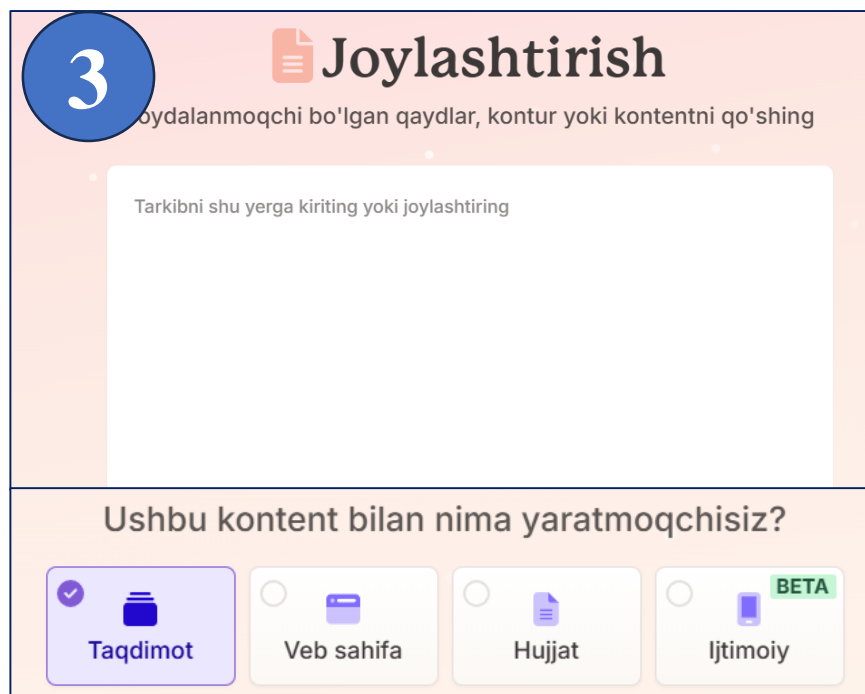 3
Joylashtirish
oydalanmoqchi bo'lgan qaydlar, kontur yoki kontentni qo'shing
Tarkibni shu yerga kiriting yoki joylashtiring
Ushbu kontent bilan nima yaratmoqchisiz?
BETA
Taqdimot Veb sahifa Hujjat Ijtimoiy